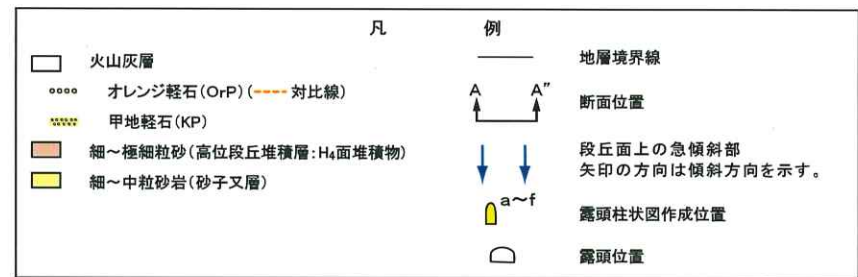 凡 例
火山灰層
オレンジ軽石(OrP)(---- 対比線)
甲地軽石(KP)
細～極細粒砂(高位段丘堆積層:H₄面堆積物)
細～中粒砂岩(砂子又層)
地層境界線
A A”
断面位置
段丘面上の急傾斜部
矢印の方向は傾斜方向を示す。
a～f
露頭柱状図作成位置
露頭位置